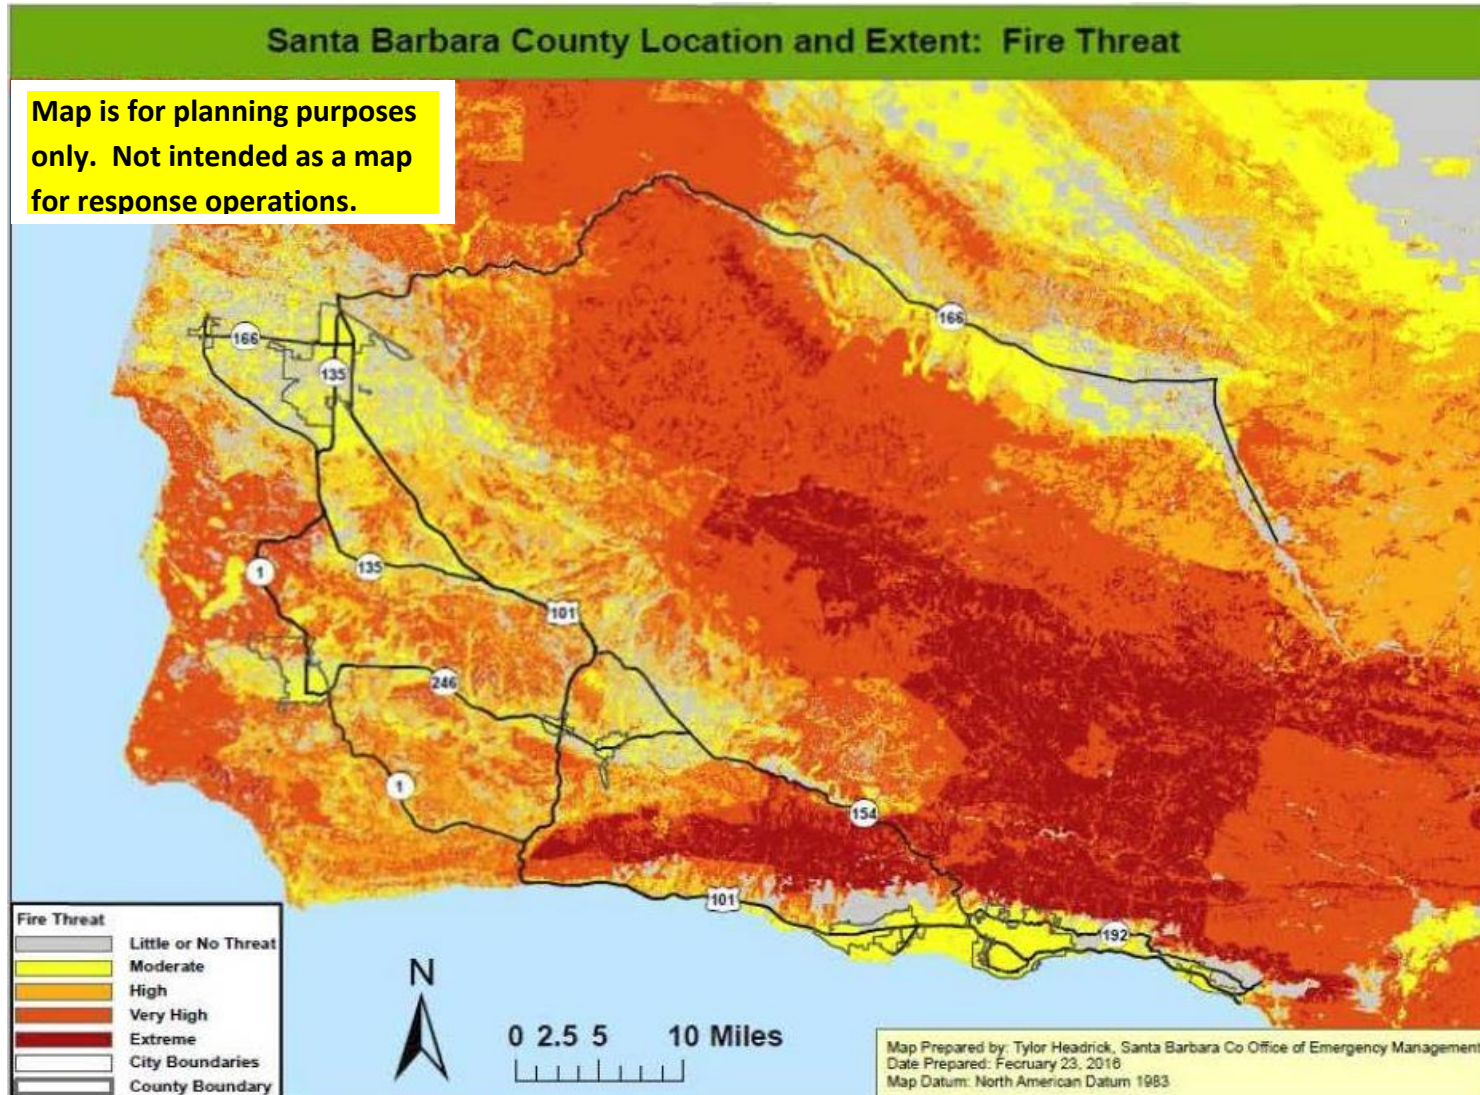 Santa Barbara County Location and Extent: Fire Threat
Map is for planning purposes
only. Not intended as a map
for response operations.
166
166
135
1
135
101
246
1
154
101
192
Fire Threat
Little or No Threat
Moderate
High
Very High
Extreme
City Boundaries
County Boundary
N
0 2.5 5 10 Miles
Map Prepared by: Tylor Headrick, Santa Barbara Co Office of Emergency Management
Date Prepared: Fecruary 23, 2016
Map Datum: North American Datum 1983